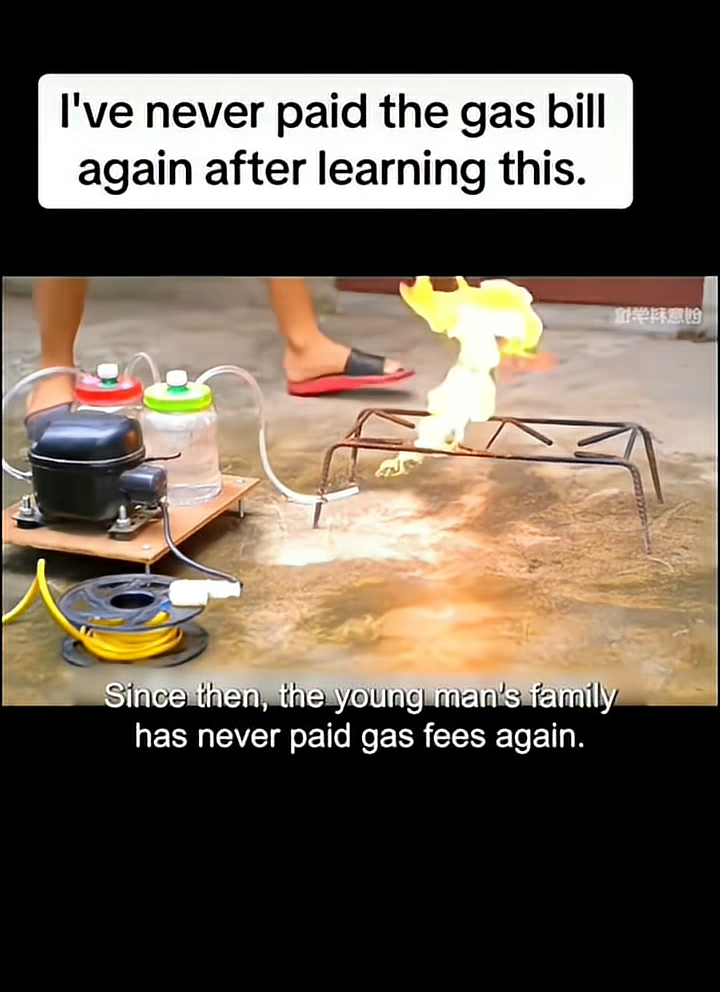 I've never paid the gas bill
again after learning this.
Since then, the young man's family
has never paid gas fees again.